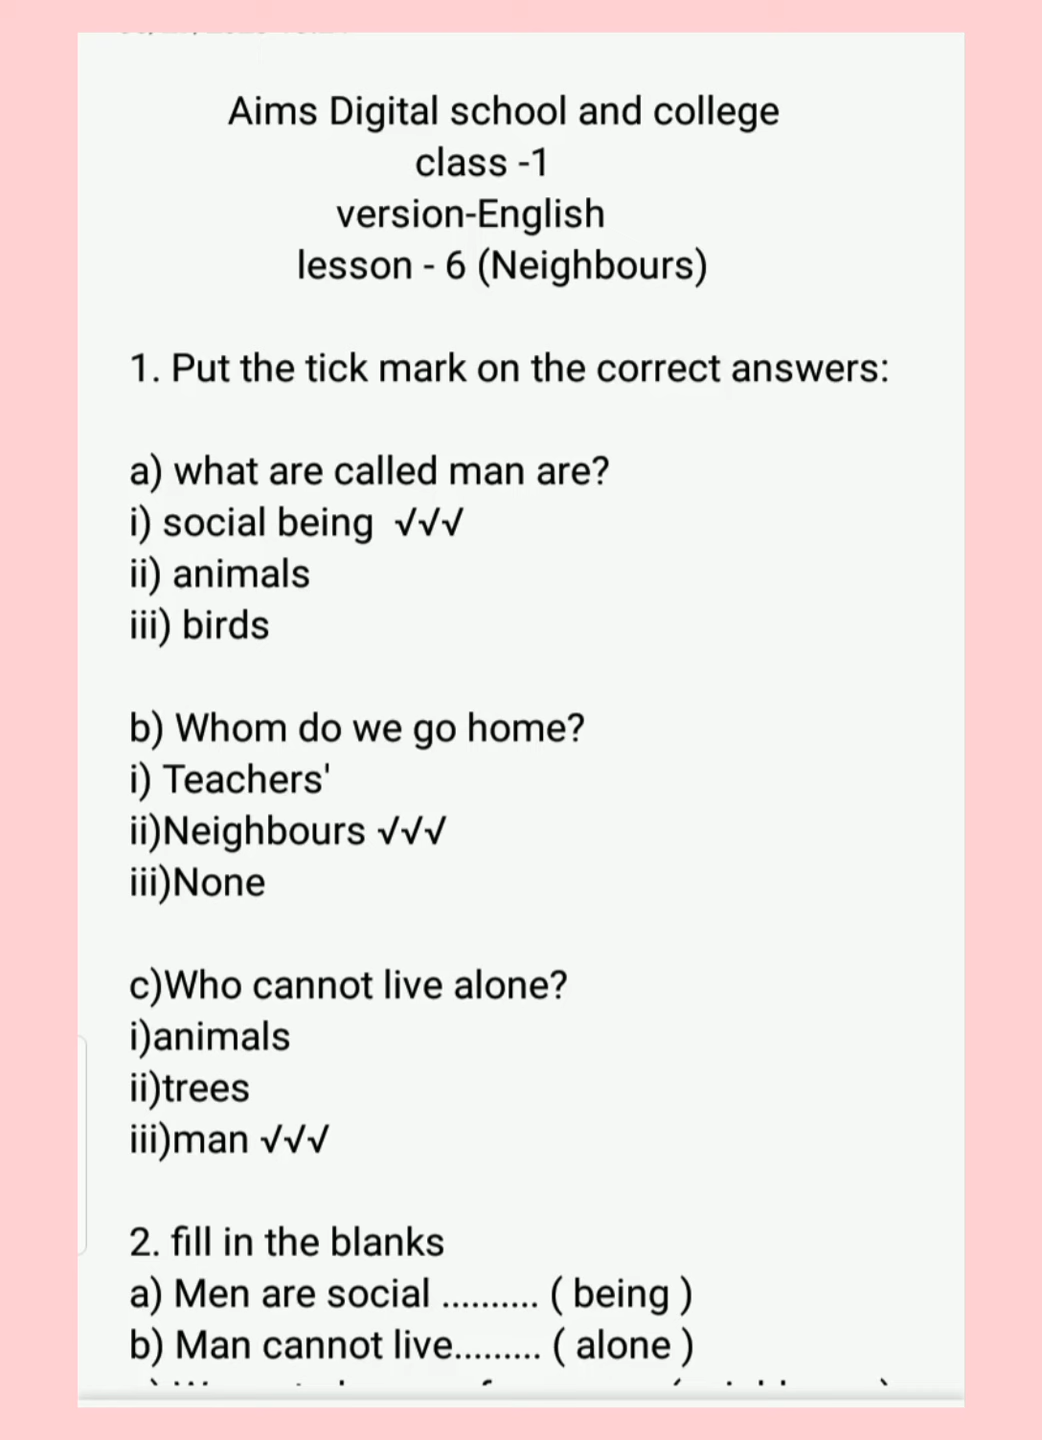 Aims Digital school and college
class -1
version-English
lesson - 6 (Neighbours)
1. Put the tick mark on the correct answers:
a) what are called man are?
i) social being √√√
ii) animals
iii) birds
b) Whom do we go home?
i) Teachers'
ii)Neighbours √√√
iii)None
c)Who cannot live alone?
i)animals
ii)trees
iii)man √√√
2. fill in the blanks
a) Men are social .......... ( being )
b) Man cannot live......... ( alone )